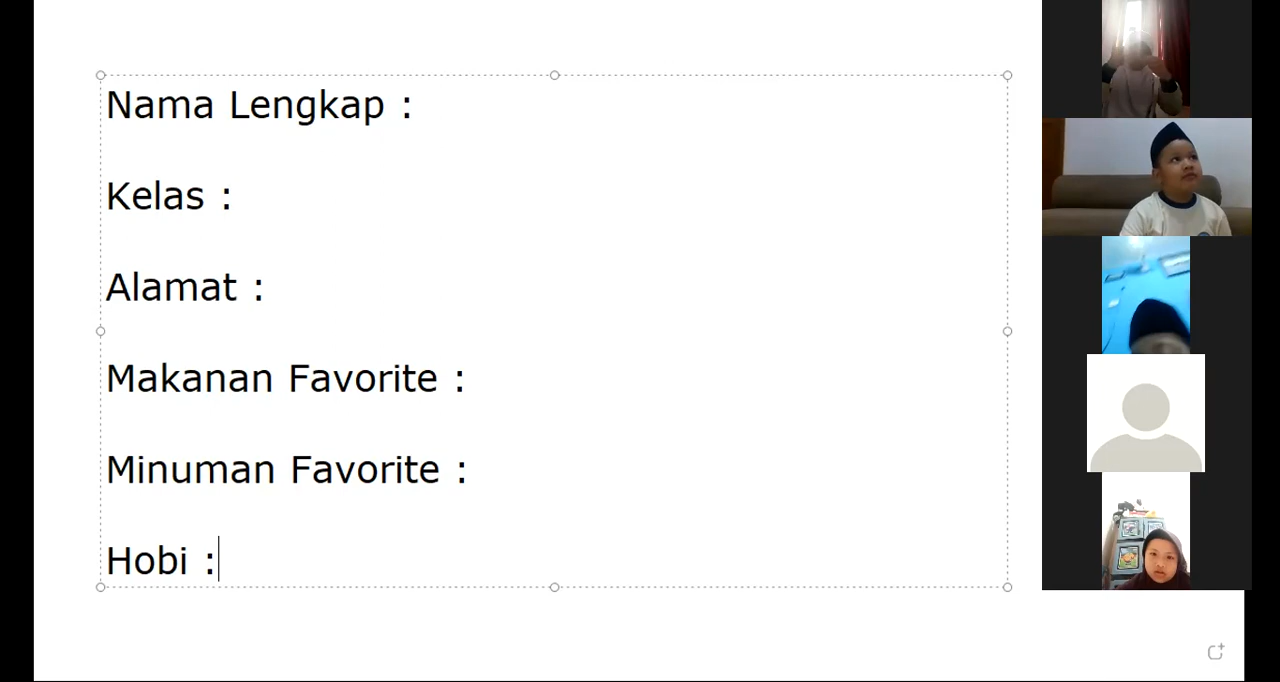 Nama Lengkap :
Kelas :
Alamat :
Makanan Favorite :
Minuman Favorite :
Hobi :